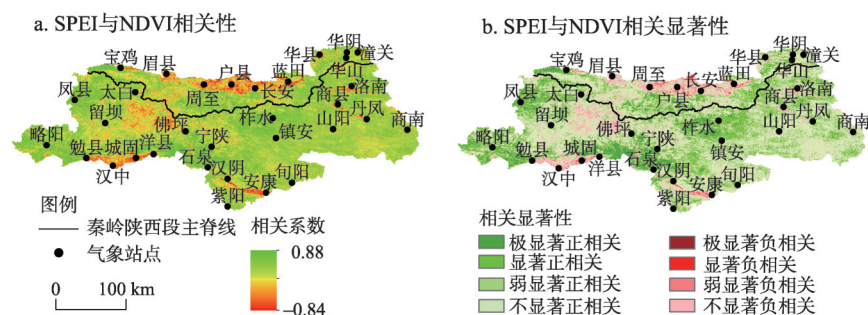 a. SPEI与NDVI相关性
华阴
华县 潼关
宝鸡 眉县 户县 蓝田 华山
凤县 太白 周至 长安 商县 洛南
留坝 佛坪 柞水 丹凤
略阳 宁陕 镇安 山阳 商南
勉县 城固 洋县
汉中 石泉 汉阴 旬阳
紫阳 安康
图例
秦岭陕西段主脊线
气象站点
0 100 km
相关系数
0.88
-0.84
b. SPEI与NDVI相关显著性
华阴
华县 潼关
宝鸡 眉县 蓝田 华山
凤县 太白 周至 户县 长安 商县 洛南
留坝 佛坪 柞水 丹凤
略阳 宁陕 镇安 山阳 商南
勉县 城固 洋县
汉中 石泉 汉阴 旬阳
紫阳 安康
相关显著性
极显著正相关
显著正相关
弱显著正相关
不显著正相关
极显著负相关
显著负相关
弱显著负相关
不显著负相关